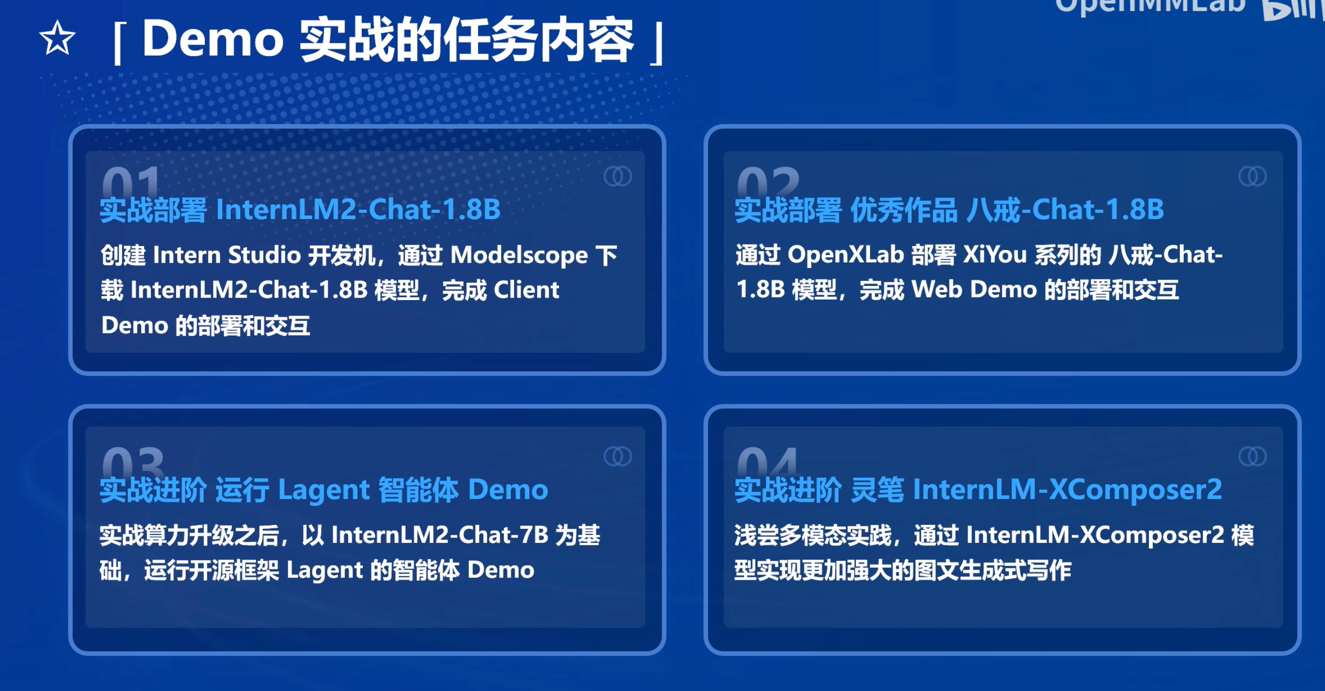 OpenMMLab
☆ 「 Demo 实战的任务内容 」
01
实战部署 InternLM2-Chat-1.8B
创建 Intern Studio 开发机，通过 Modelscope 下
载 InternLM2-Chat-1.8B 模型，完成 Client
Demo 的部署和交互
02
实战部署 优秀作品 八戒-Chat-1.8B
通过 OpenXLab 部署 XiYou 系列的 八戒-Chat-
1.8B 模型，完成 Web Demo 的部署和交互
03
实战进阶 运行 Lagent 智能体 Demo
实战算力升级之后，以 InternLM2-Chat-7B 为基
础，运行开源框架 Lagent 的智能体 Demo
04
实战进阶 灵笔 InternLM-XComposer2
浅尝多模态实践，通过 InternLM-XComposer2 模
型实现更加强大的图文生成式写作